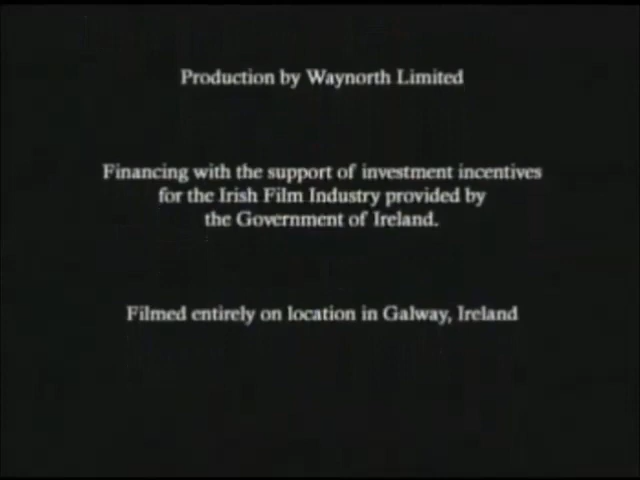 Production by Waynorth Limited
Financing with the support of investment incentives
for the Irish Film Industry provided by
the Government of Ireland.
Filmed entirely on location in Galway, Ireland